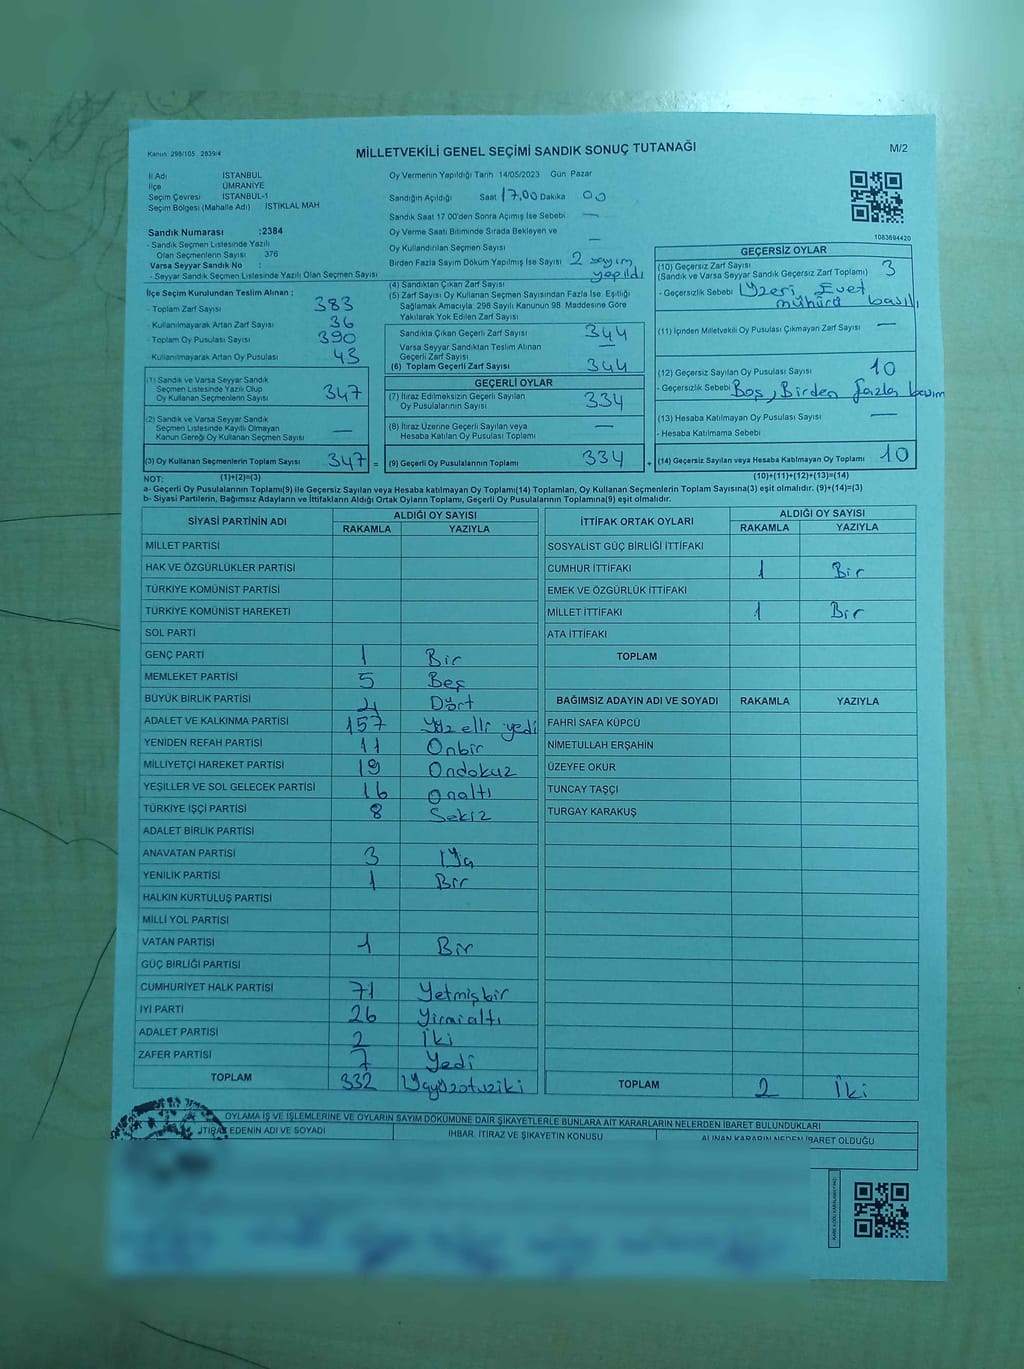 Kanun: 298/105 2839/4
MİLLETVEKİLİ GENEL SEÇİMİ SANDIK SONUÇ TUTANAĞI
M/2
İl Adı İSTANBUL
İlçe ÜMRANİYE
Seçim Çevresi İSTANBUL-1
Seçim Bölgesi (Mahalle Adı) İSTİKLAL MAH
Sandık Numarası :2384
- Sandık Seçmen Listesinde Yazılı
Olan Seçmenlerin Sayısı 376
Varsa Seyyar Sandık No :
- Seyyar Sandık Seçmen Listesinde Yazılı Olan Seçmen Sayısı
Oy Vermenin Yapıldığı Tarih 14/05/2023 Gün Pazar
Sandığın Açıldığı Saat 17,00 Dakika 00
Sandık Saat 17 00'den Sonra Açımış İse Sebebi —
Oy Verme Saati Bitiminde Sırada Bekleyen ve
Oy Kullandırılan Seçmen Sayısı —
Birden Fazla Sayım Döküm Yapılmış İse Sayısı 2 sayım
yapıldı
1083694420
İlçe Seçim Kurulundan Teslim Alınan ;
- Toplam Zarf Sayısı 383
- Kullanılmayarak Artan Zarf Sayısı 36
- Toplam Oy Pusulası Sayısı 390
- Kullanılmayarak Artan Oy Pusulası 43
(1) Sandık ve Varsa Seyyar Sandık
Seçmen Listesinde Yazılı Olup
Oy Kullanan Seçmenlerin Sayısı 347
(2) Sandık ve Varsa Seyyar Sandık
Seçmen Listesinde Kayıtlı Olmayan
Kanun Gereği Oy Kullanan Seçmen Sayısı —
(3) Oy Kullanan Seçmenlerin Toplam Sayısı 347 =
(4) Sandıktan Çıkan Zarf Sayısı
(5) Zarf Sayısı Oy Kullanan Seçmen Sayısından Fazla İse, Eşitliği
Sağlamak Amacıyla; 298 Sayılı Kanunun 98 Maddesine Göre
Yakılarak Yok Edilen Zarf Sayısı
Sandıkta Çıkan Geçerli Zarf Sayısı 344
Varsa Seyyar Sandıktan Teslim Alınan
Geçerli Zarf Sayısı —
(6) Toplam Geçerli Zarf Sayısı 344
GEÇERLİ OYLAR
(7) İtiraz Edilmeksizin Geçerli Sayılan
Oy Pusulalarının Sayısı 334
(8) İtiraz Üzerine Geçerli Sayılan veya
Hesaba Katılan Oy Pusulası Toplamı —
(9) Geçerli Oy Pusulalarının Toplamı 334 +
GEÇERSİZ OYLAR
(10) Geçersiz Zarf Sayısı
(Sandık ve Varsa Seyyar Sandık Geçersiz Zarf Toplamı) 3
- Geçersizlik Sebebi Üzeri Evet
mühürü basılı
(11) İçinden Milletvekili Oy Pusulası Çıkmayan Zarf Sayısı —
(12) Geçersiz Sayılan Oy Pusulası Sayısı 10
- Geçersizlik Sebebi Boş, Birden fazla basım
(13) Hesaba Katılmayan Oy Pusulası Sayısı —
- Hesaba Katılmama Sebebi
(14) Geçersiz Sayılan veya Hesaba Katılmayan Oy Toplamı 10
NOT: (1)+(2)=(3) (10)+(11)+(12)+(13)=(14)
a- Geçerli Oy Pusulalarının Toplamı(9) ile Geçersiz Sayılan veya Hesaba katılmayan Oy Toplamı(14) Toplamları, Oy Kullanan Seçmenlerin Toplam Sayısına(3) eşit olmalıdır. (9)+(14)=(3)
b- Siyasi Partilerin, Bağımsız Adayların ve İttifakların Aldığı Ortak Oyların Toplamı, Geçerli Oy Pusulalarının Toplamına(9) eşit olmalıdır.
SİYASİ PARTİNİN ADI ALDIĞI OY SAYISI
RAKAMLA YAZIYLA
MİLLET PARTİSİ
HAK VE ÖZGÜRLÜKLER PARTİSİ
TÜRKİYE KOMÜNİST PARTİSİ
TÜRKİYE KOMÜNİST HAREKETİ
SOL PARTİ
GENÇ PARTİ 1 Bir
MEMLEKET PARTİSİ 5 Beş
BÜYÜK BİRLİK PARTİSİ 4 Dört
ADALET VE KALKINMA PARTİSİ 157 Yüz elli yedi
YENİDEN REFAH PARTİSİ 11 Onbir
MİLLİYETÇİ HAREKET PARTİSİ 19 Ondokuz
YEŞİLLER VE SOL GELECEK PARTİSİ 16 Onaltı
TÜRKİYE İŞÇİ PARTİSİ 8 Sekiz
ADALET BİRLİK PARTİSİ
ANAVATAN PARTİSİ 3 Üç
YENİLİK PARTİSİ 1 Bir
HALKIN KURTULUŞ PARTİSİ
MİLLİ YOL PARTİSİ
VATAN PARTİSİ 1 Bir
GÜÇ BİRLİĞİ PARTİSİ
CUMHURİYET HALK PARTİSİ 71 Yetmişbir
İYİ PARTİ 26 Yirmialtı
ADALET PARTİSİ 2 İki
ZAFER PARTİSİ 7 Yedi
TOPLAM 332 Üçyüzotuziki
İTTİFAK ORTAK OYLARI ALDIĞI OY SAYISI
RAKAMLA YAZIYLA
SOSYALİST GÜÇ BİRLİĞİ İTTİFAKI
CUMHUR İTTİFAKI 1 Bir
EMEK VE ÖZGÜRLÜK İTTİFAKI
MİLLET İTTİFAKI 1 Bir
ATA İTTİFAKI
TOPLAM
BAĞIMSIZ ADAYIN ADI VE SOYADI RAKAMLA YAZIYLA
FAHRİ SAFA KÜPCÜ
NİMETULLAH ERŞAHİN
ÜZEYFE OKUR
TUNCAY TAŞÇI
TURGAY KARAKUŞ
TOPLAM 2 İki
OYLAMA İŞ VE İŞLEMLERİNE VE OYLARIN SAYIM DÖKÜMÜNE DAİR ŞİKAYETLERLE BUNLARA AİT KARARLARIN NELERDEN İBARET BULUNDUKLARI
İTİRAZ EDENİN ADI VE SOYADI İHBAR, İTİRAZ VE ŞİKAYETİN KONUSU ALINAN KARARIN NEDEN İBARET OLDUĞU